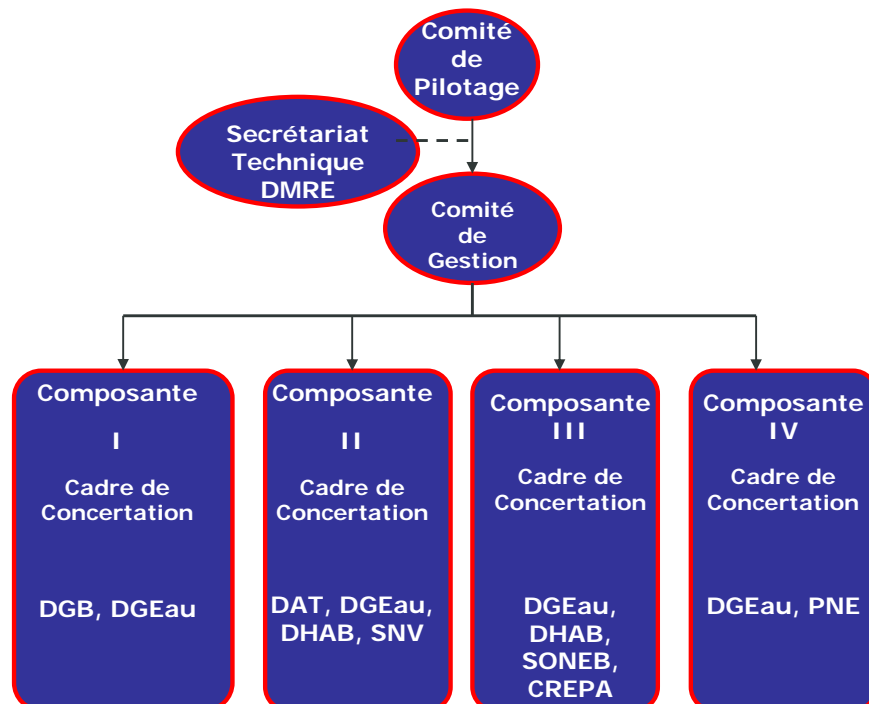 Comité
de
Pilotage
Secrétariat
Technique
DMRE
Comité
de
Gestion
Composante
I
Cadre de
Concertation
DGB, DGEau
Composante
II
Cadre de
Concertation
DAT, DGEau,
DHAB, SNV
Composante
III
Cadre de
Concertation
DGEau,
DHAB,
SONEB,
CREPA
Composante
IV
Cadre de
Concertation
DGEau, PNE